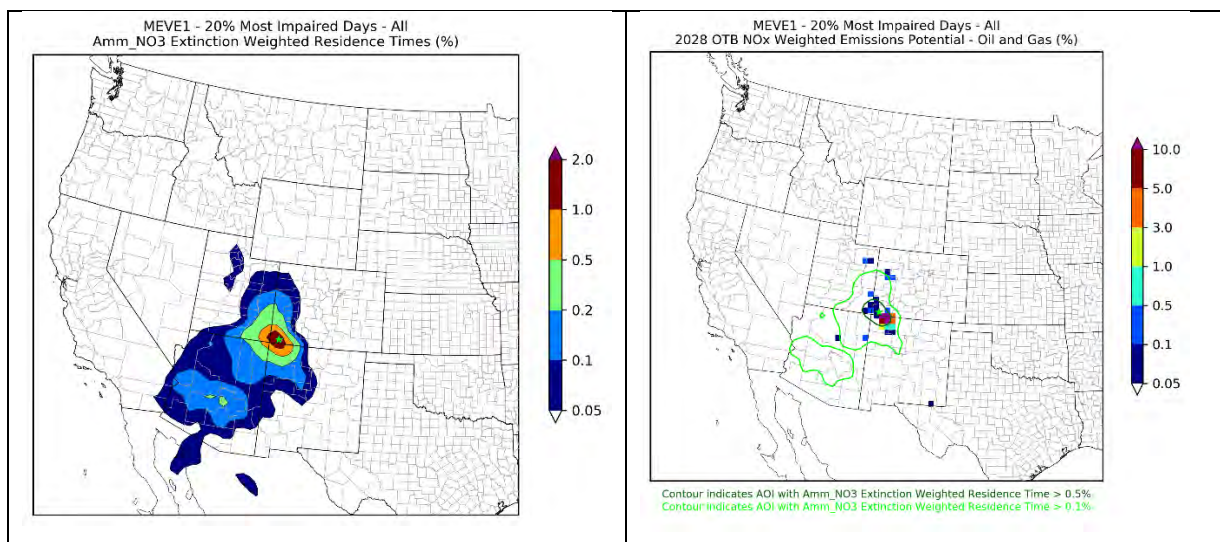 MEVE1 - 20% Most Impaired Days - All
Amm_NO3 Extinction Weighted Residence Times (%)
2.0
1.0
0.5
0.2
0.1
0.05
MEVE1 - 20% Most Impaired Days - All
2028 OTB NOx Weighted Emissions Potential - Oil and Gas (%)
10.0
5.0
3.0
1.0
0.5
0.1
0.05
Contour indicates AOI with Amm_NO3 Extinction Weighted Residence Time > 0.5%
Contour indicates AOI with Amm_NO3 Extinction Weighted Residence Time > 0.1%